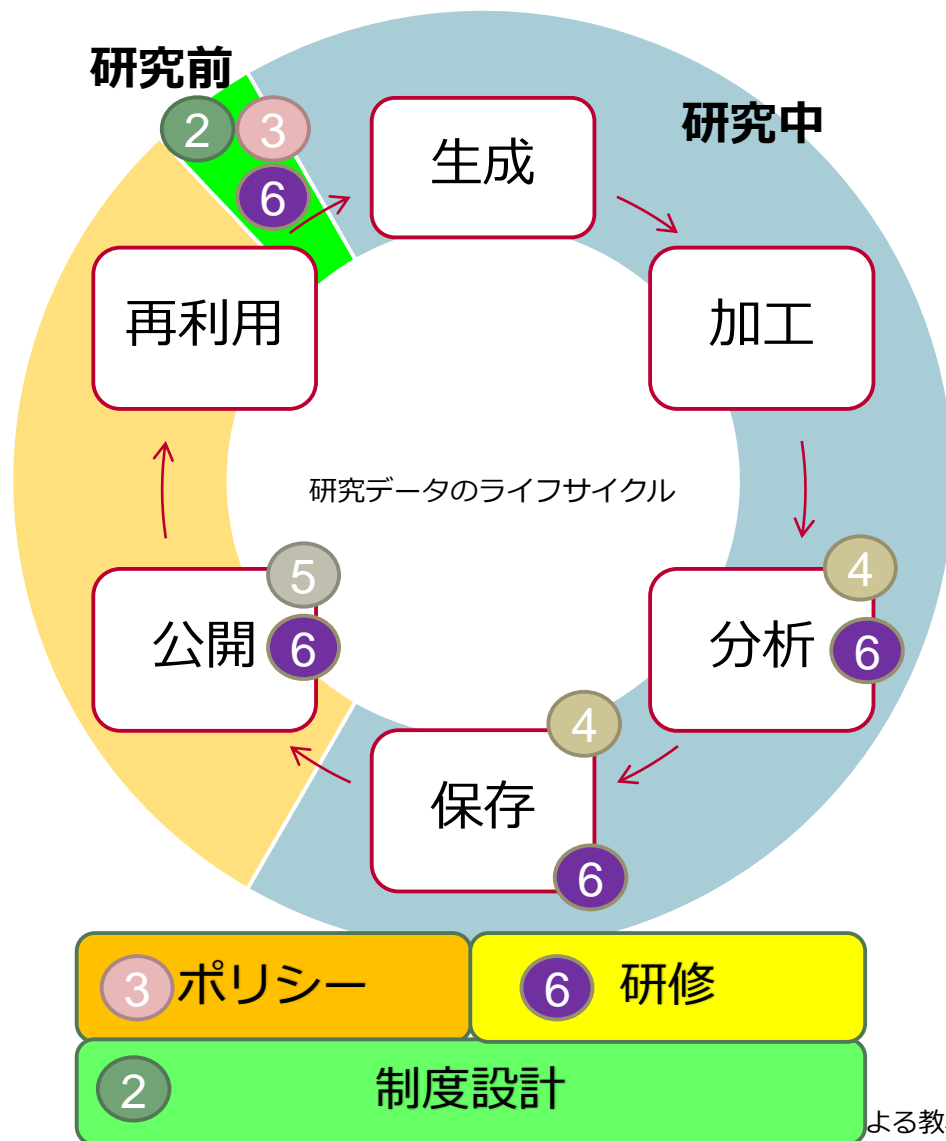 研究前
2 3
6
研究中
生成
再利用
加工
研究データのライフサイクル
5
公開 6
4
分析 6
4
保存
6
3 ポリシー
6 研修
2 制度設計
よる教